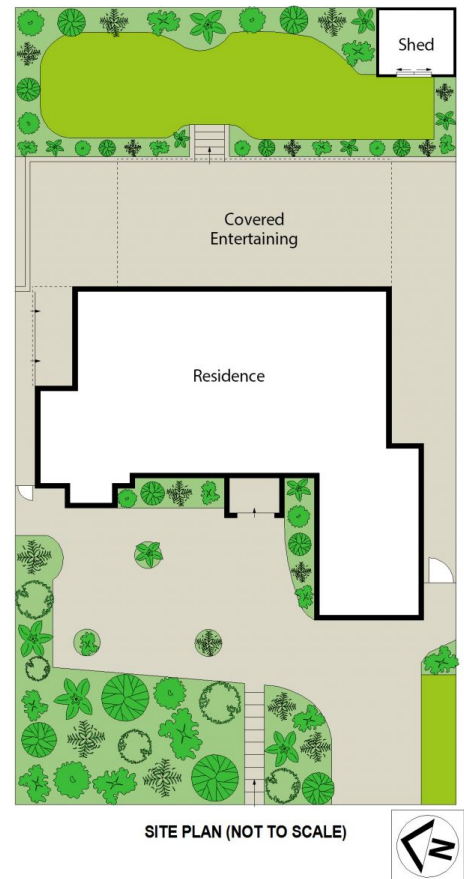 Shed
Covered
Entertaining
Residence
SITE PLAN (NOT TO SCALE)
N